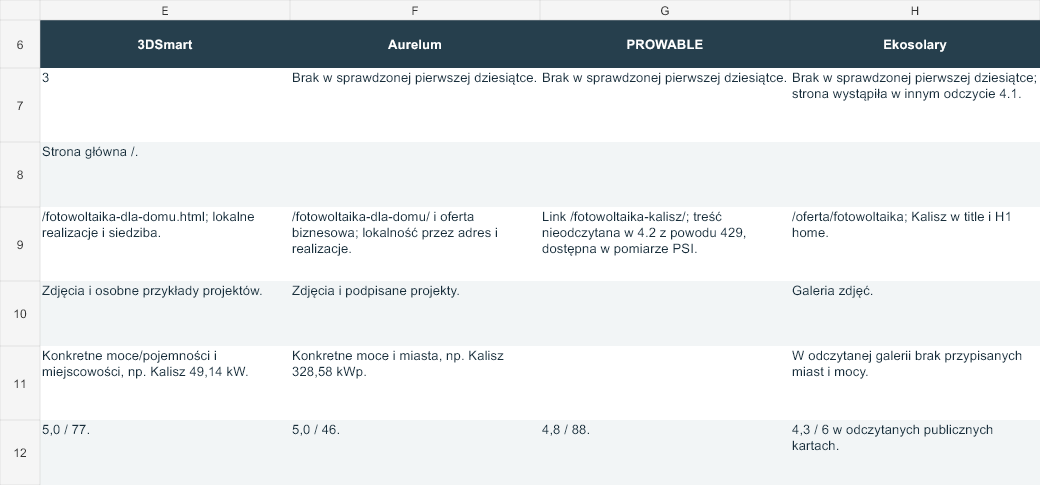 E F G H
6 3DSmart Aurelum PROWABLE Ekosolary
7 3 Brak w sprawdzonej pierwszej dziesiątce. Brak w sprawdzonej pierwszej dziesiątce. Brak w sprawdzonej pierwszej dziesiątce;
strona wystąpiła w innym odczycie 4.1.
8 Strona główna /.
9 /fotowoltaika-dla-domu.html; lokalne
realizacje i siedziba.
/fotowoltaika-dla-domu/ i oferta
biznesowa; lokalność przez adres i
realizacje.
Link /fotowoltaika-kalisz/; treść
nieodczytana w 4.2 z powodu 429,
dostępna w pomiarze PSI.
/oferta/fotowoltaika; Kalisz w title i H1
home.
10 Zdjęcia i osobne przykłady projektów. Zdjęcia i podpisane projekty. Galeria zdjęć.
11 Konkretne moce/pojemności i
miejscowości, np. Kalisz 49,14 kW.
Konkretne moce i miasta, np. Kalisz
328,58 kWp.
W odczytanej galerii brak przypisanych
miast i mocy.
12 5,0 / 77. 5,0 / 46. 4,8 / 88. 4,3 / 6 w odczytanych publicznych
kartach.